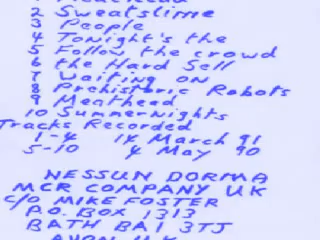 2 Sweatslime
3 People
4 Tonight's the
5 Follow the crowd
6 the Hard Sell
7 Waiting on
8 Prehistoric Robots
9 Meathead
10 Summernights
Tracks Recorded
1-4 14 March 91
5-10 4 May 90
NESSUN DORMA
MCR COMPANY UK
C/O MIKE FOSTER
P.O. BOX 1313
BATH BA1 3TJ
AVON U.K.